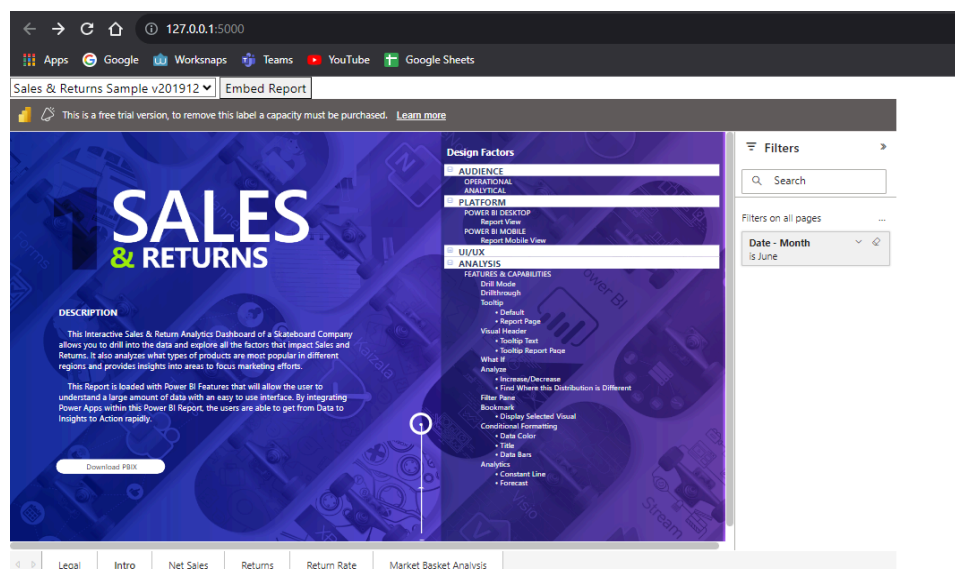 127.0.0.1:5000
Apps Google Worksnaps Teams YouTube Google Sheets
Sales & Returns Sample v201912 Embed Report
This is a free trial version, to remove this label a capacity must be purchased. Learn more
SALES
& RETURNS
DESCRIPTION
This Interactive Sales & Return Analytics Dashboard of a Skateboard Company
allows you to drill into the data and explore all the factors that impact Sales and
Returns. It also analyzes what types of products are most popular in different
regions and provides insights into areas to focus marketing efforts.
This Report is loaded with Power BI Features that will allow the user to
understand a large amount of data with an easy to use interface. By integrating
Power Apps within this Power BI Report, the users are able to get from Data to
Insights to Action rapidly.
Download PBIX
Design Factors
AUDIENCE
OPERATIONAL
ANALYTICAL
PLATFORM
POWER BI DESKTOP
Report View
POWER BI MOBILE
Report Mobile View
UI/UX
ANALYSIS
FEATURES & CAPABILITIES
Drill Mode
Drillthrough
Tooltip
• Default
• Report Page
Visual Header
• Tooltip Text
• Tooltip Report Page
What If
Analyze
• Increase/Decrease
• Find Where this Distribution is Different
Filter Pane
Bookmark
• Display Selected Visual
Conditional Formatting
• Data Color
• Title
• Data Bars
Analytics
• Constant Line
• Forecast
Power BI
Kaizala
Visio
Stream
Filters
Search
Filters on all pages ...
Date - Month
is June
Legal Intro Net Sales Returns Return Rate Market Basket Analysis